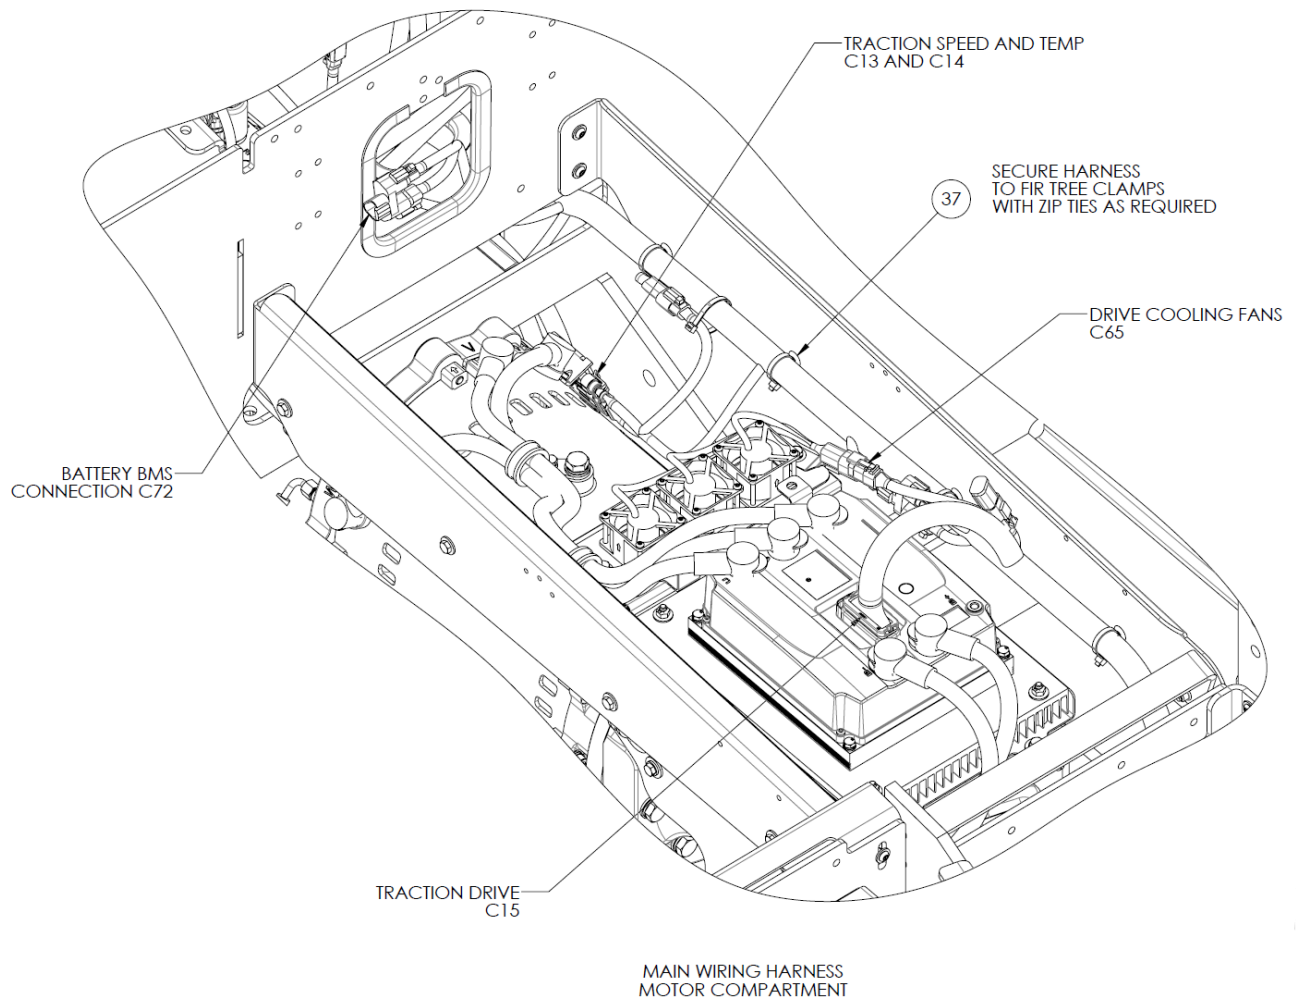 TRACTION SPEED AND TEMP
C13 AND C14
SECURE HARNESS
TO FIR TREE CLAMPS
WITH ZIP TIES AS REQUIRED
37
DRIVE COOLING FANS
C65
BATTERY BMS
CONNECTION C72
TRACTION DRIVE
C15
MAIN WIRING HARNESS
MOTOR COMPARTMENT